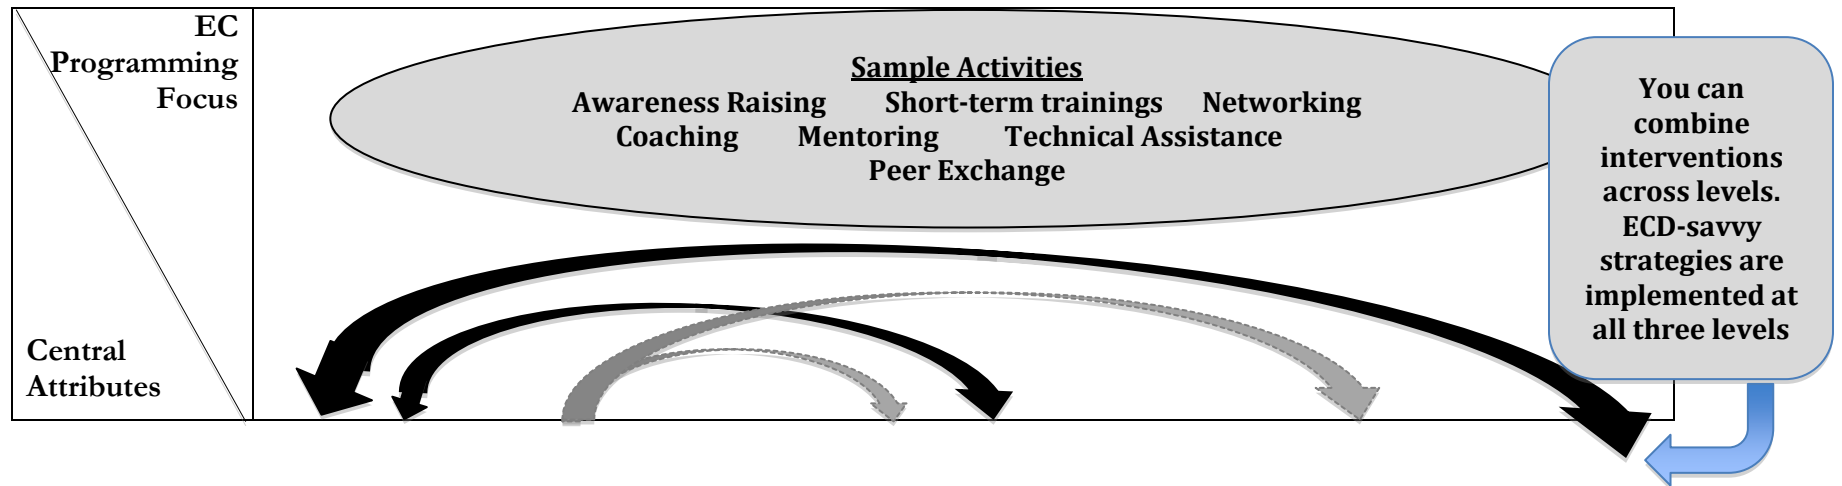 EC
Programming
Focus
Central
Attributes
Sample Activities
Awareness Raising Short-term trainings Networking
Coaching Mentoring Technical Assistance
Peer Exchange
You can
combine
interventions
across levels.
ECD-savvy
strategies are
implemented at
all three levels